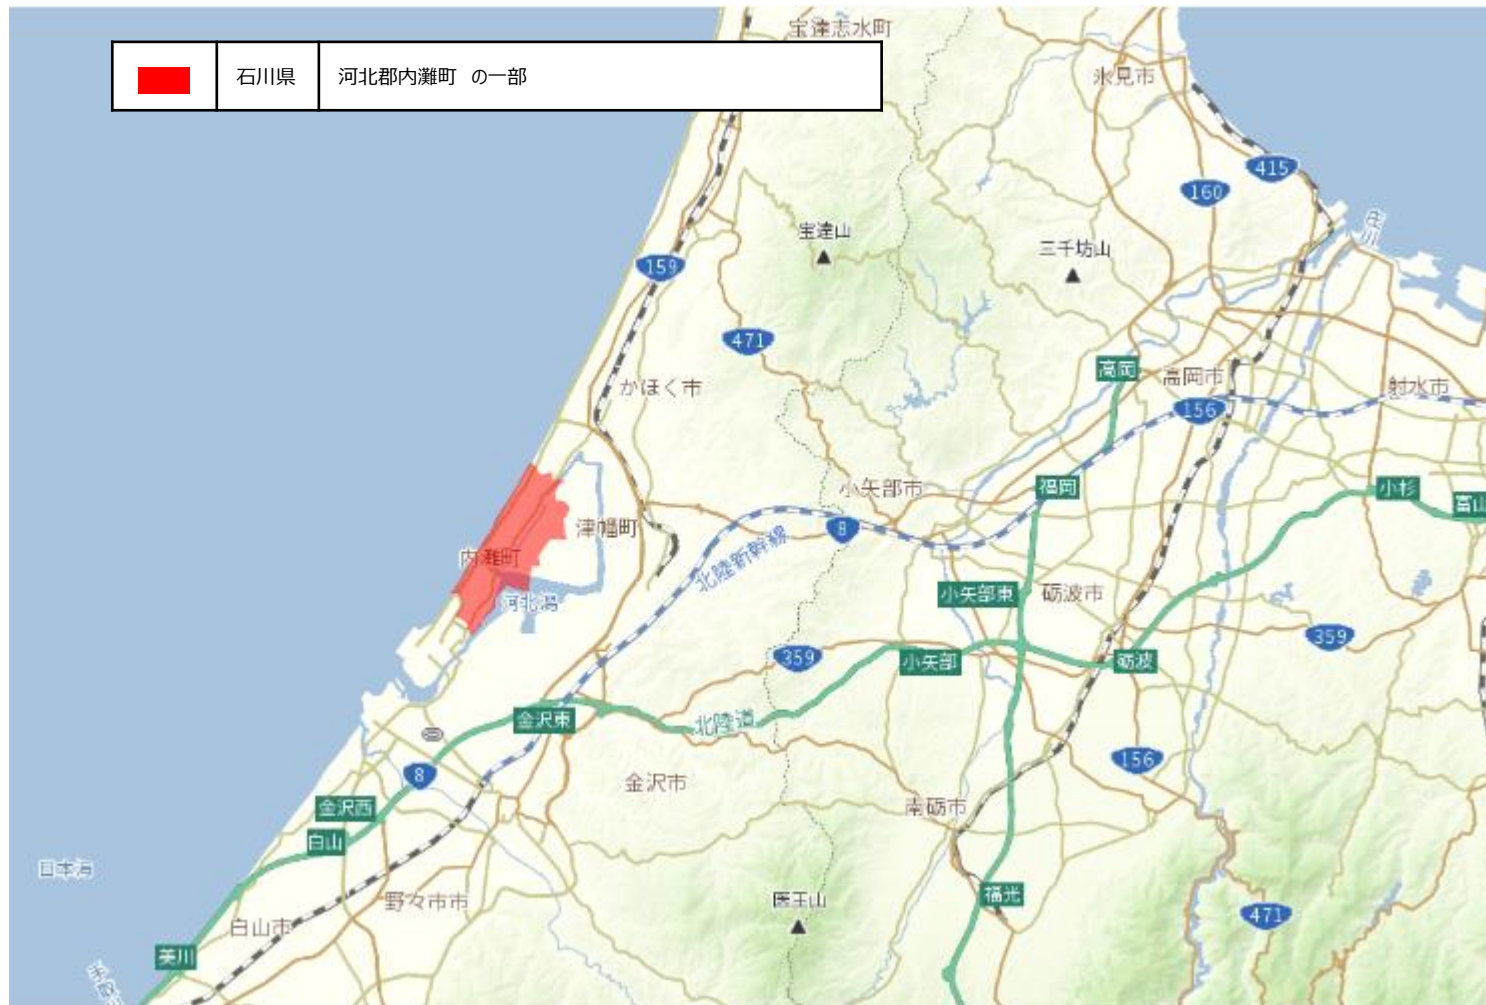 宝達志水町
石川県 河北郡内灘町 の一部
氷見市
415
160
庄川
宝達山
三千坊山
159
471
高岡
高岡市
射水市
かほく市
156
小矢部市
福岡
小杉
富山
津幡町
8
内灘町
北陸新幹線
河北潟
小矢部東
砺波市
359
359
小矢部
砺波
金沢東
北陸道
156
8
金沢市
金沢西
南砺市
白山
日本海
野々市市
医王山
福光
白山市
471
美川